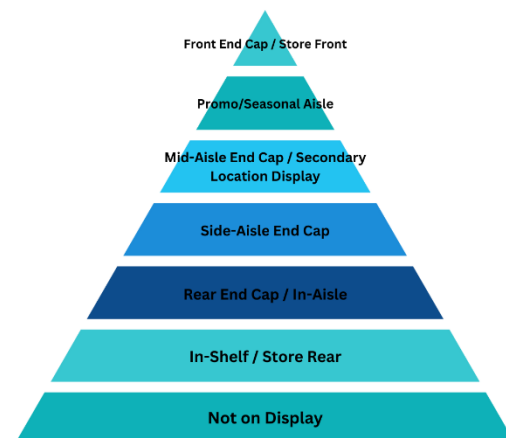 Front End Cap / Store Front
Promo/Seasonal Aisle
Mid-Aisle End Cap / Secondary
Location Display
Side-Aisle End Cap
Rear End Cap / In-Aisle
In-Shelf / Store Rear
Not on Display